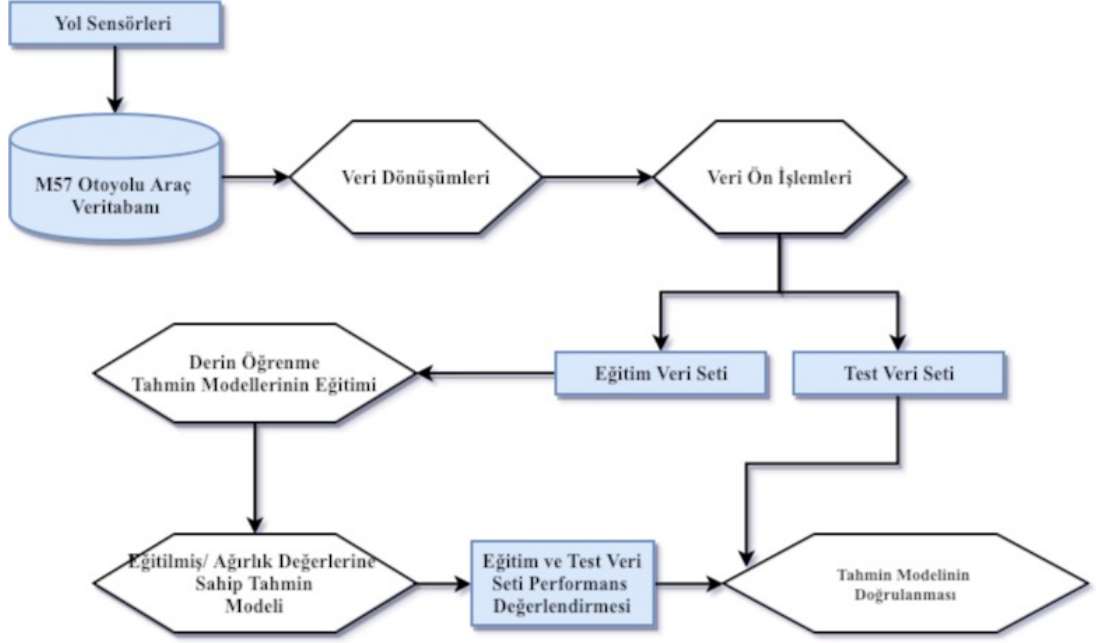 Yol Sensörleri
M57 Otoyolu Araç
Veritabanı
Veri Dönüşümleri
Veri Ön İşlemleri
Derin Öğrenme
Tahmin Modellerinin Eğitimi
Eğitim Veri Seti
Test Veri Seti
Eğitilmiş/ Ağırlık Değerlerine
Sahip Tahmin
Modeli
Eğitim ve Test Veri
Seti Performans
Değerlendirmesi
Tahmin Modelinin
Doğrulanması